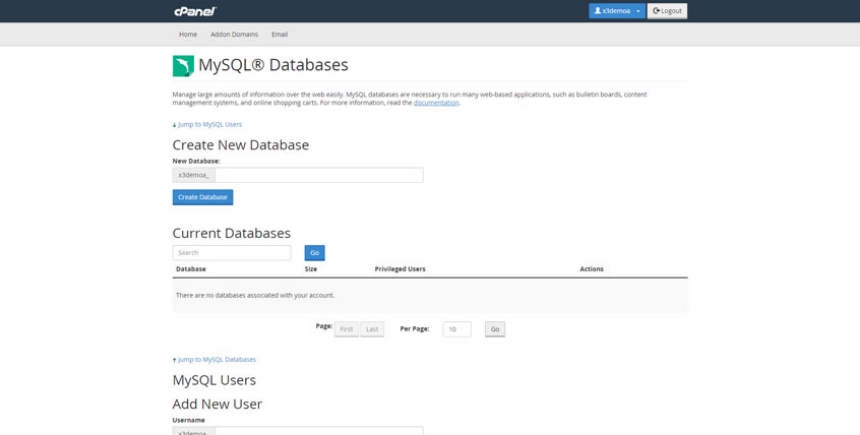 cPanel
x3demoa Logout
Home Addon Domains Email
MySQL® Databases
Manage large amounts of information over the web easily. MySQL databases are necessary to run many web-based applications, such as bulletin boards, content
management systems, and online shopping carts. For more information, read the documentation.
Jump to MySQL Users
Create New Database
New Database:
x3demoa_
Create Database
Current Databases
Search Go
Database Size Privileged Users Actions
There are no databases associated with your account.
Page: First Last Per Page: 10 Go
Jump to MySQL Databases
MySQL Users
Add New User
Username
x3demoa_